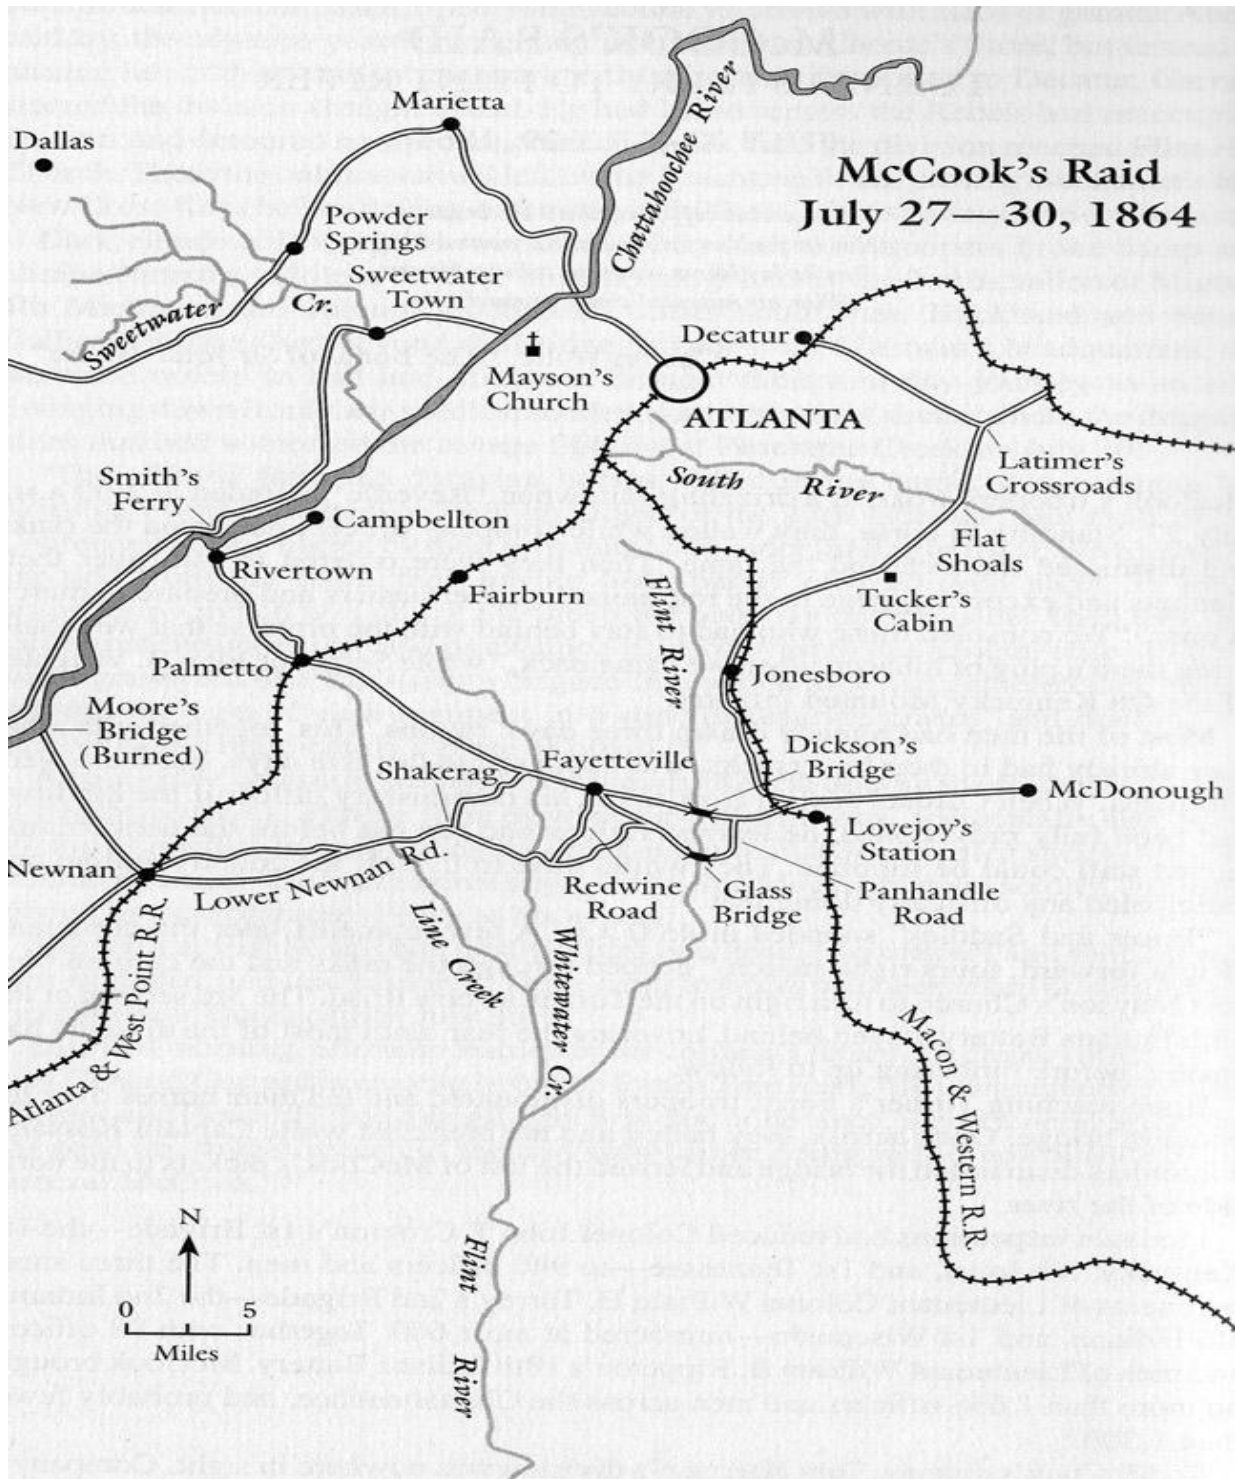 McCook's Raid
July 27—30, 1864
Marietta
Dallas
Chattahoochee River
Powder
Springs
Sweetwater
Town
Sweetwater
Cr.
Decatur
Mayson's
Church
ATLANTA
Latimer's
Crossroads
Smith's
Ferry
South
River
Campbellton
Rivertown
Flat
Shoals
Fairburn
Flint River
Tucker's
Cabin
Palmetto
Jonesboro
Moore's
Bridge
(Burned)
Dickson's
Bridge
Shakerag
Fayetteville
McDonough
Lovejoy's
Station
Newnan
Lower Newnan Rd.
Redwine
Road
Glass
Bridge
Panhandle
Road
Line Creek
Whitewater Cr.
Atlanta & West Point R.R.
Macon & Western R.R.
N
0 5
Miles
Flint
River